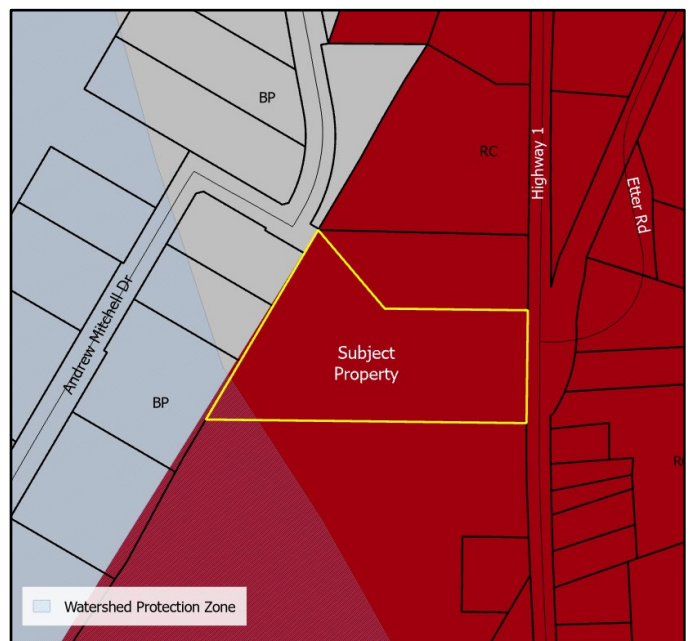 BP
RC
Highway 1
Etter Rd
Andrew Mitchell Dr
Subject
Property
BP
Watershed Protection Zone